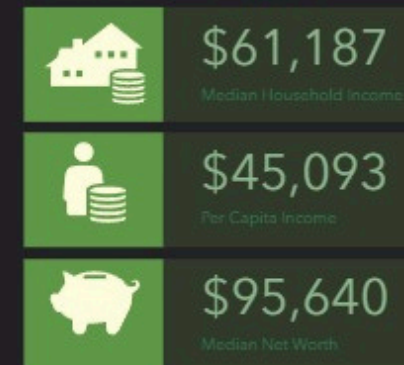 $61,187
Median Household Income
$45,093
Per Capita Income
$95,640
Median Net Worth